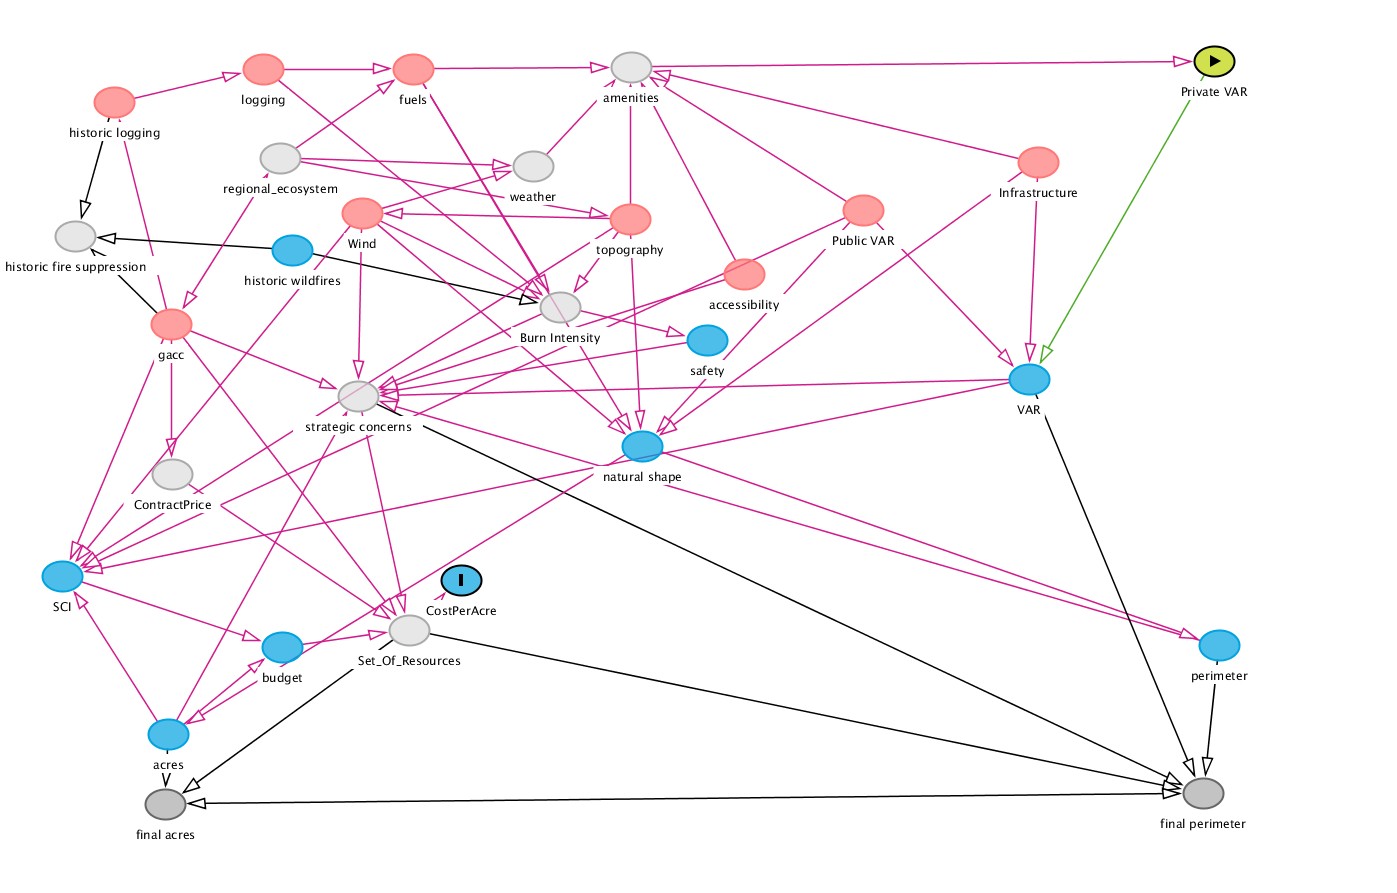 Private VAR
logging
fuels
amenities
historic logging
regional_ecosystem
weather
Infrastructure
Wind
topography
Public VAR
historic fire suppression
historic wildfires
accessibility
Burn Intensity
gacc
safety
strategic concerns
VAR
natural shape
ContractPrice
SCI
CostPerAcre
Set_Of_Resources
budget
perimeter
acres
final acres
final perimeter